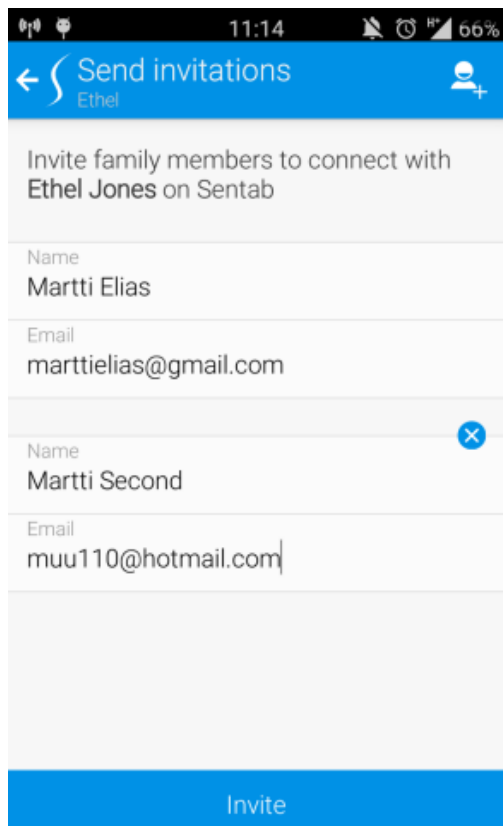 11:14 H+ 66%
Send invitations
Ethel
Invite family members to connect with
Ethel Jones on Sentab
Name
Martti Elias
Email
marttielias@gmail.com
Name
Martti Second
Email
muu110@hotmail.com
Invite